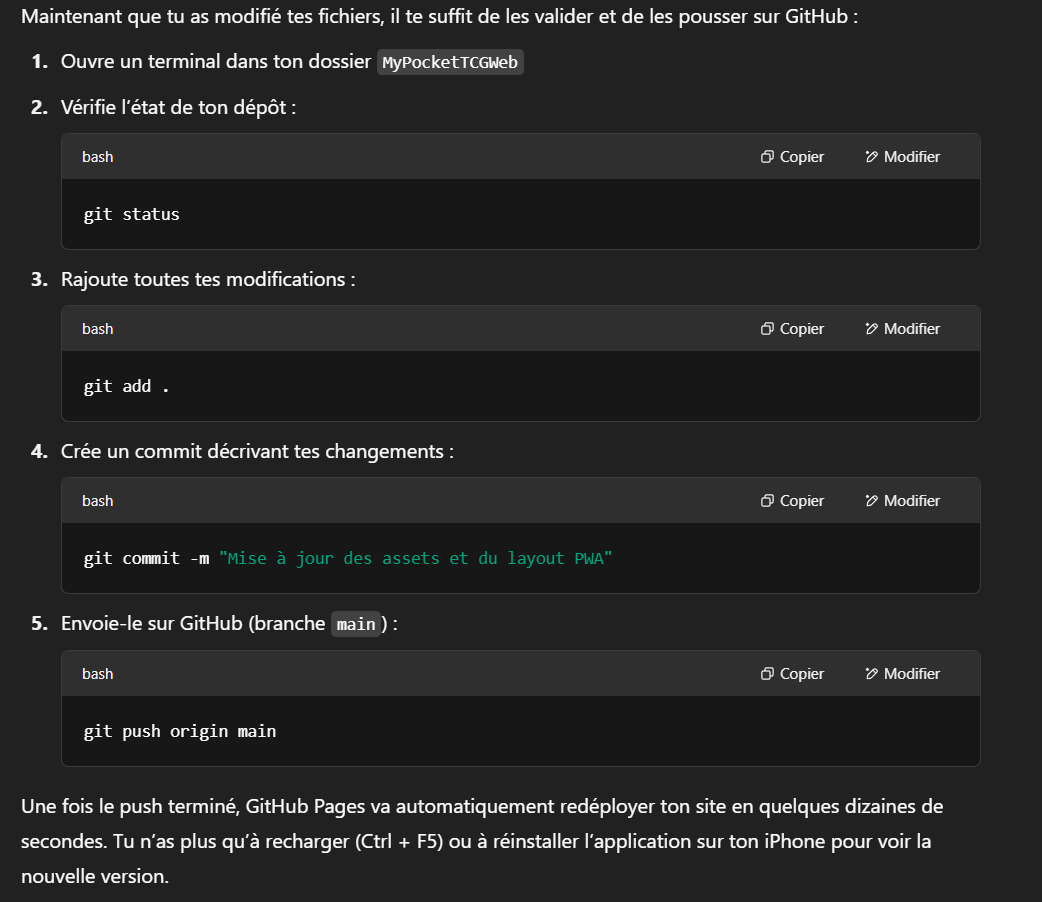 Maintenant que tu as modifié tes fichiers, il te suffit de les valider et de les pousser sur GitHub :
1. Ouvre un terminal dans ton dossier MyPocketTCGWeb
2. Vérifie l’état de ton dépôt :
bash Copier Modifier
git status
3. Rajoute toutes tes modifications :
bash Copier Modifier
git add .
4. Crée un commit décrivant tes changements :
bash Copier Modifier
git commit -m "Mise à jour des assets et du layout PWA"
5. Envoie-le sur GitHub (branche main) :
bash Copier Modifier
git push origin main
Une fois le push terminé, GitHub Pages va automatiquement redéployer ton site en quelques dizaines de
secondes. Tu n’as plus qu’à recharger (Ctrl + F5) ou à réinstaller l’application sur ton iPhone pour voir la
nouvelle version.